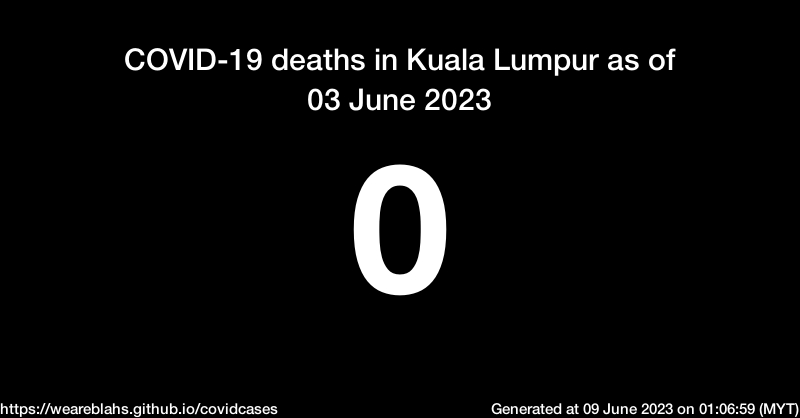 COVID-19 deaths in Kuala Lumpur as of
03 June 2023
0
https://weareblahs.github.io/covidcases
Generated at 09 June 2023 on 01:06:59 (MYT)